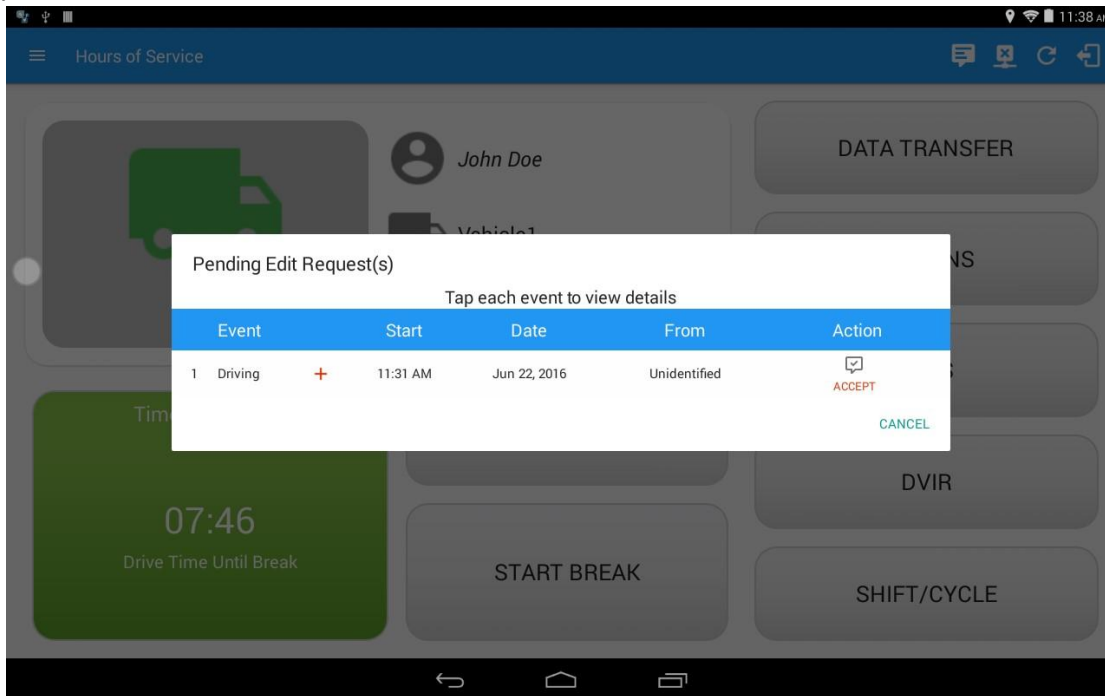 11:38 AM
Hours of Service
John Doe
Vehicle1
DATA TRANSFER
Pending Edit Request(s)
Tap each event to view details
Event Start Date From Action
1 Driving + 11:31 AM Jun 22, 2016 Unidentified ACCEPT
CANCEL
07:46
Drive Time Until Break
START BREAK
DVIR
SHIFT/CYCLE